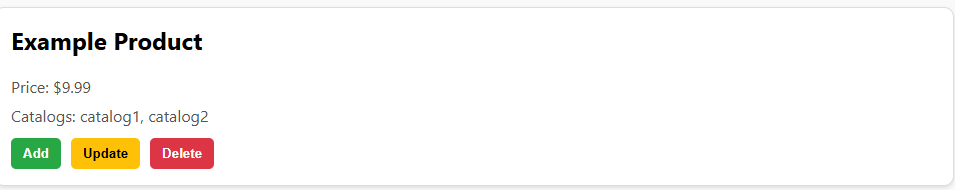 Example Product
Price: $9.99
Catalogs: catalog1, catalog2
Add Update Delete